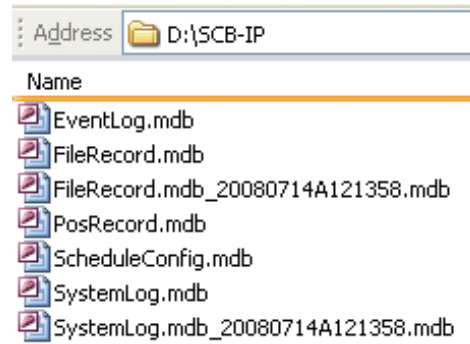 Address D:\SCB-IP
Name
EventLog.mdb
FileRecord.mdb
FileRecord.mdb_20080714A121358.mdb
PosRecord.mdb
ScheduleConfig.mdb
SystemLog.mdb
SystemLog.mdb_20080714A121358.mdb